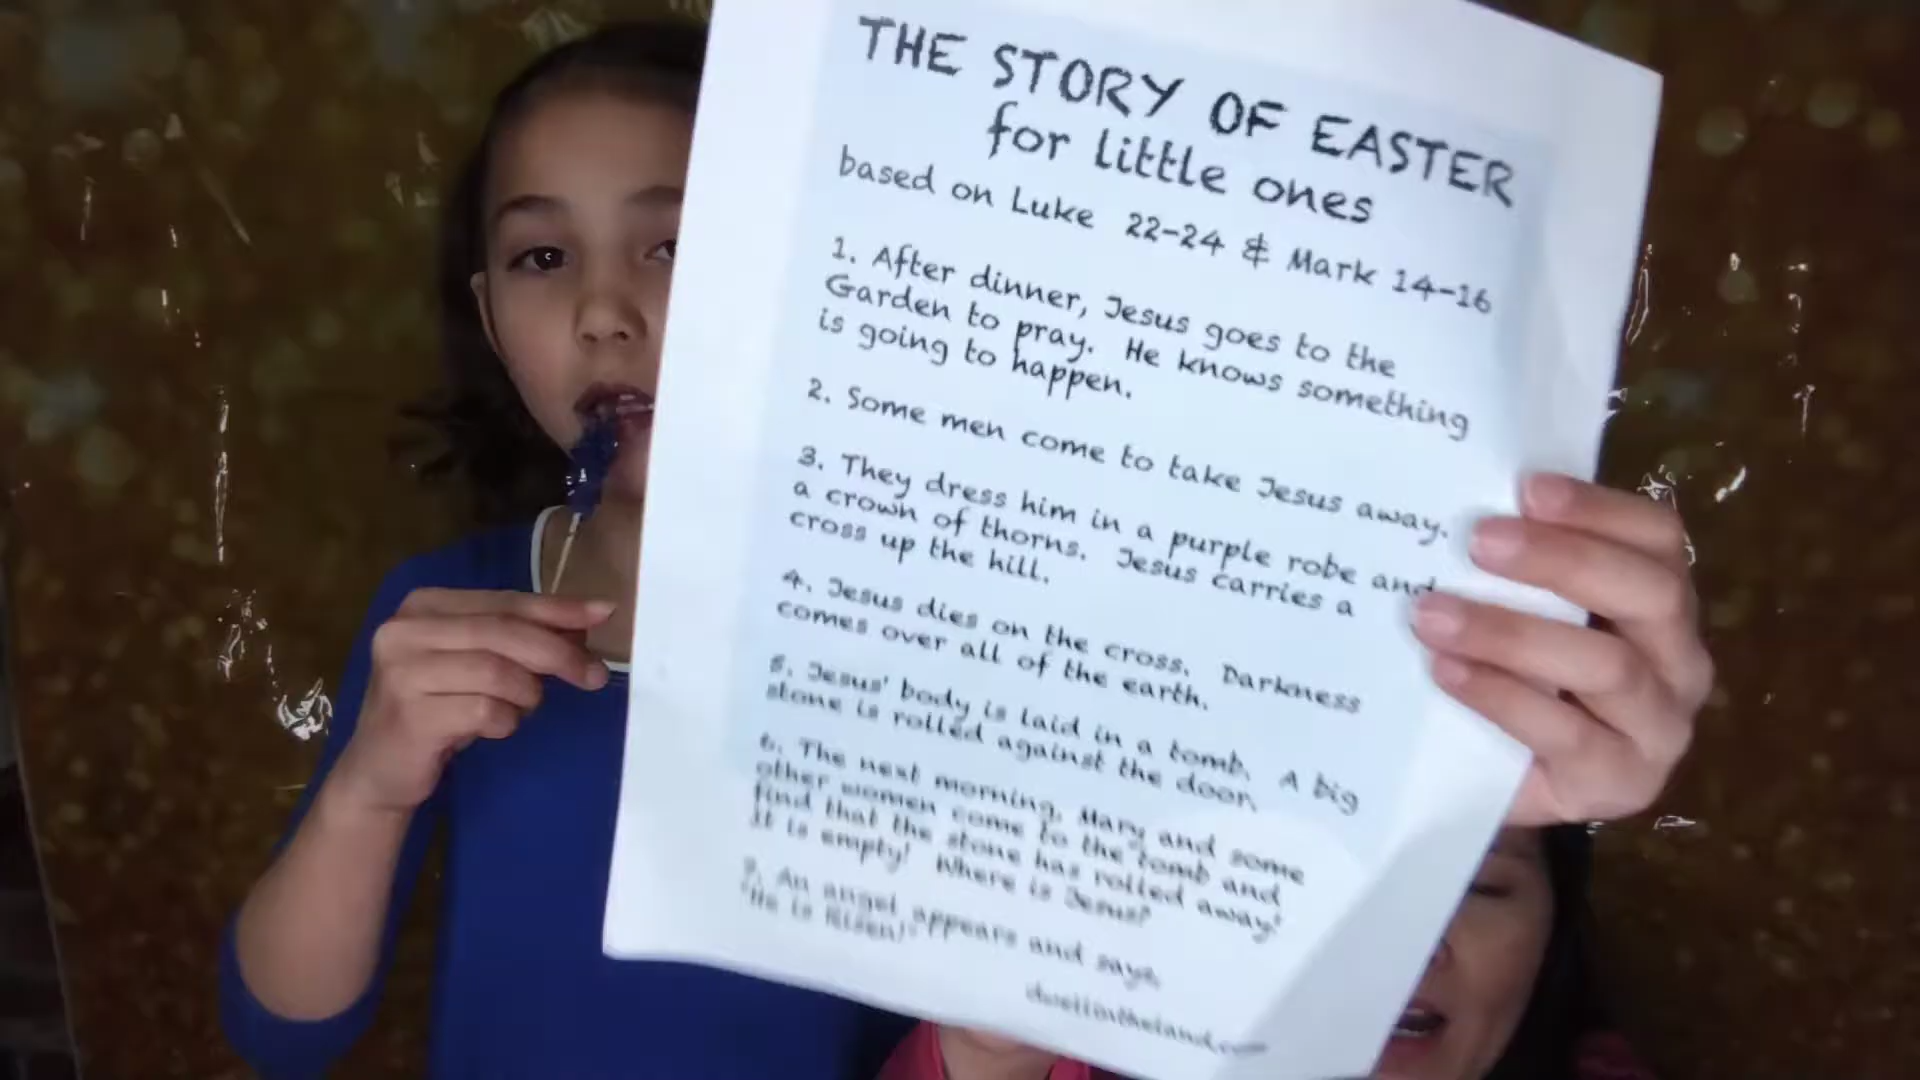 THE STORY OF EASTER
for little ones
based on Luke 22-24 & Mark 14-16
1. After dinner, Jesus goes to the
Garden to pray. He knows something
is going to happen.
2. Some men come to take Jesus away.
3. They dress him in a purple robe and
a crown of thorns. Jesus carries a
cross up the hill.
4. Jesus dies on the cross. Darkness
comes over all of the earth.
5. Jesus' body is laid in a tomb. A big
stone is rolled against the door.
6. The next morning, Mary and some
other women come to the tomb and
find that the stone has rolled away!
It is empty! Where is Jesus?
7. An angel appears and says,
"He is Risen!"
dwellintheland.com